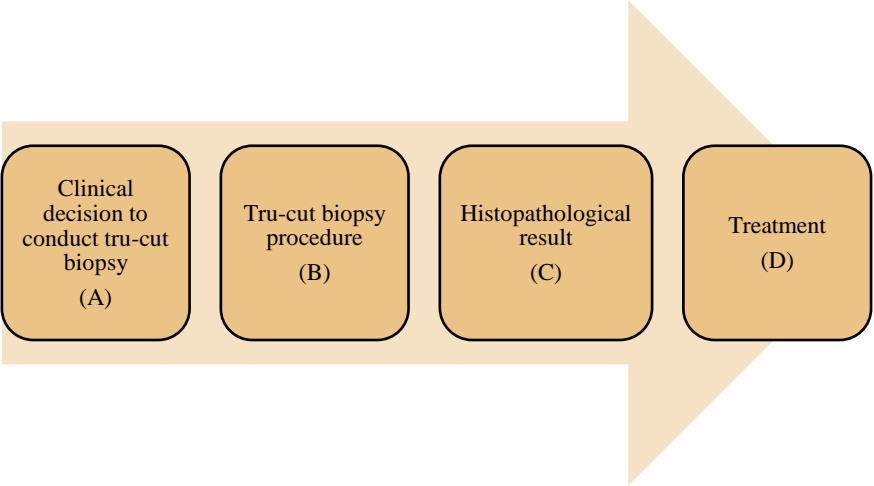 Clinical
decision to
conduct tru-cut
biopsy
(A)
Tru-cut biopsy
procedure
(B)
Histopathological
result
(C)
Treatment
(D)